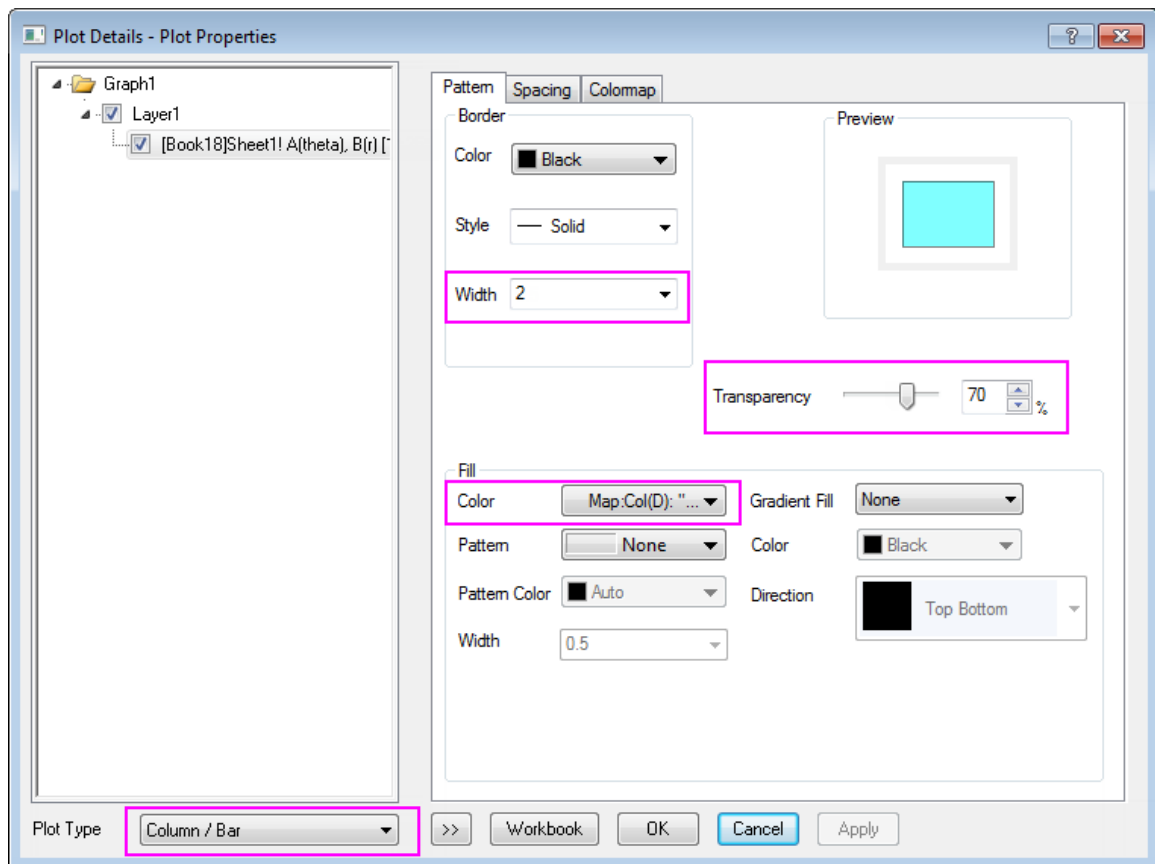 Plot Details - Plot Properties
Graph1
Layer1
[Book18]Sheet1! A(theta), B(r) ["
Pattern Spacing Colormap
Border
Color Black
Style Solid
Width 2
Preview
Transparency 70 %
Fill
Color Map:Col(D): "... Gradient Fill None
Pattern None Color Black
Pattern Color Auto Direction Top Bottom
Width 0.5
Plot Type Column / Bar >> Workbook OK Cancel Apply